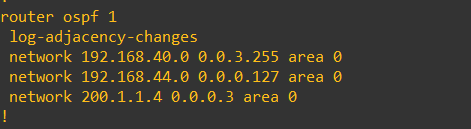 router ospf 1
log-adjacency-changes
network 192.168.40.0 0.0.3.255 area 0
network 192.168.44.0 0.0.0.127 area 0
network 200.1.1.4 0.0.0.3 area 0
!